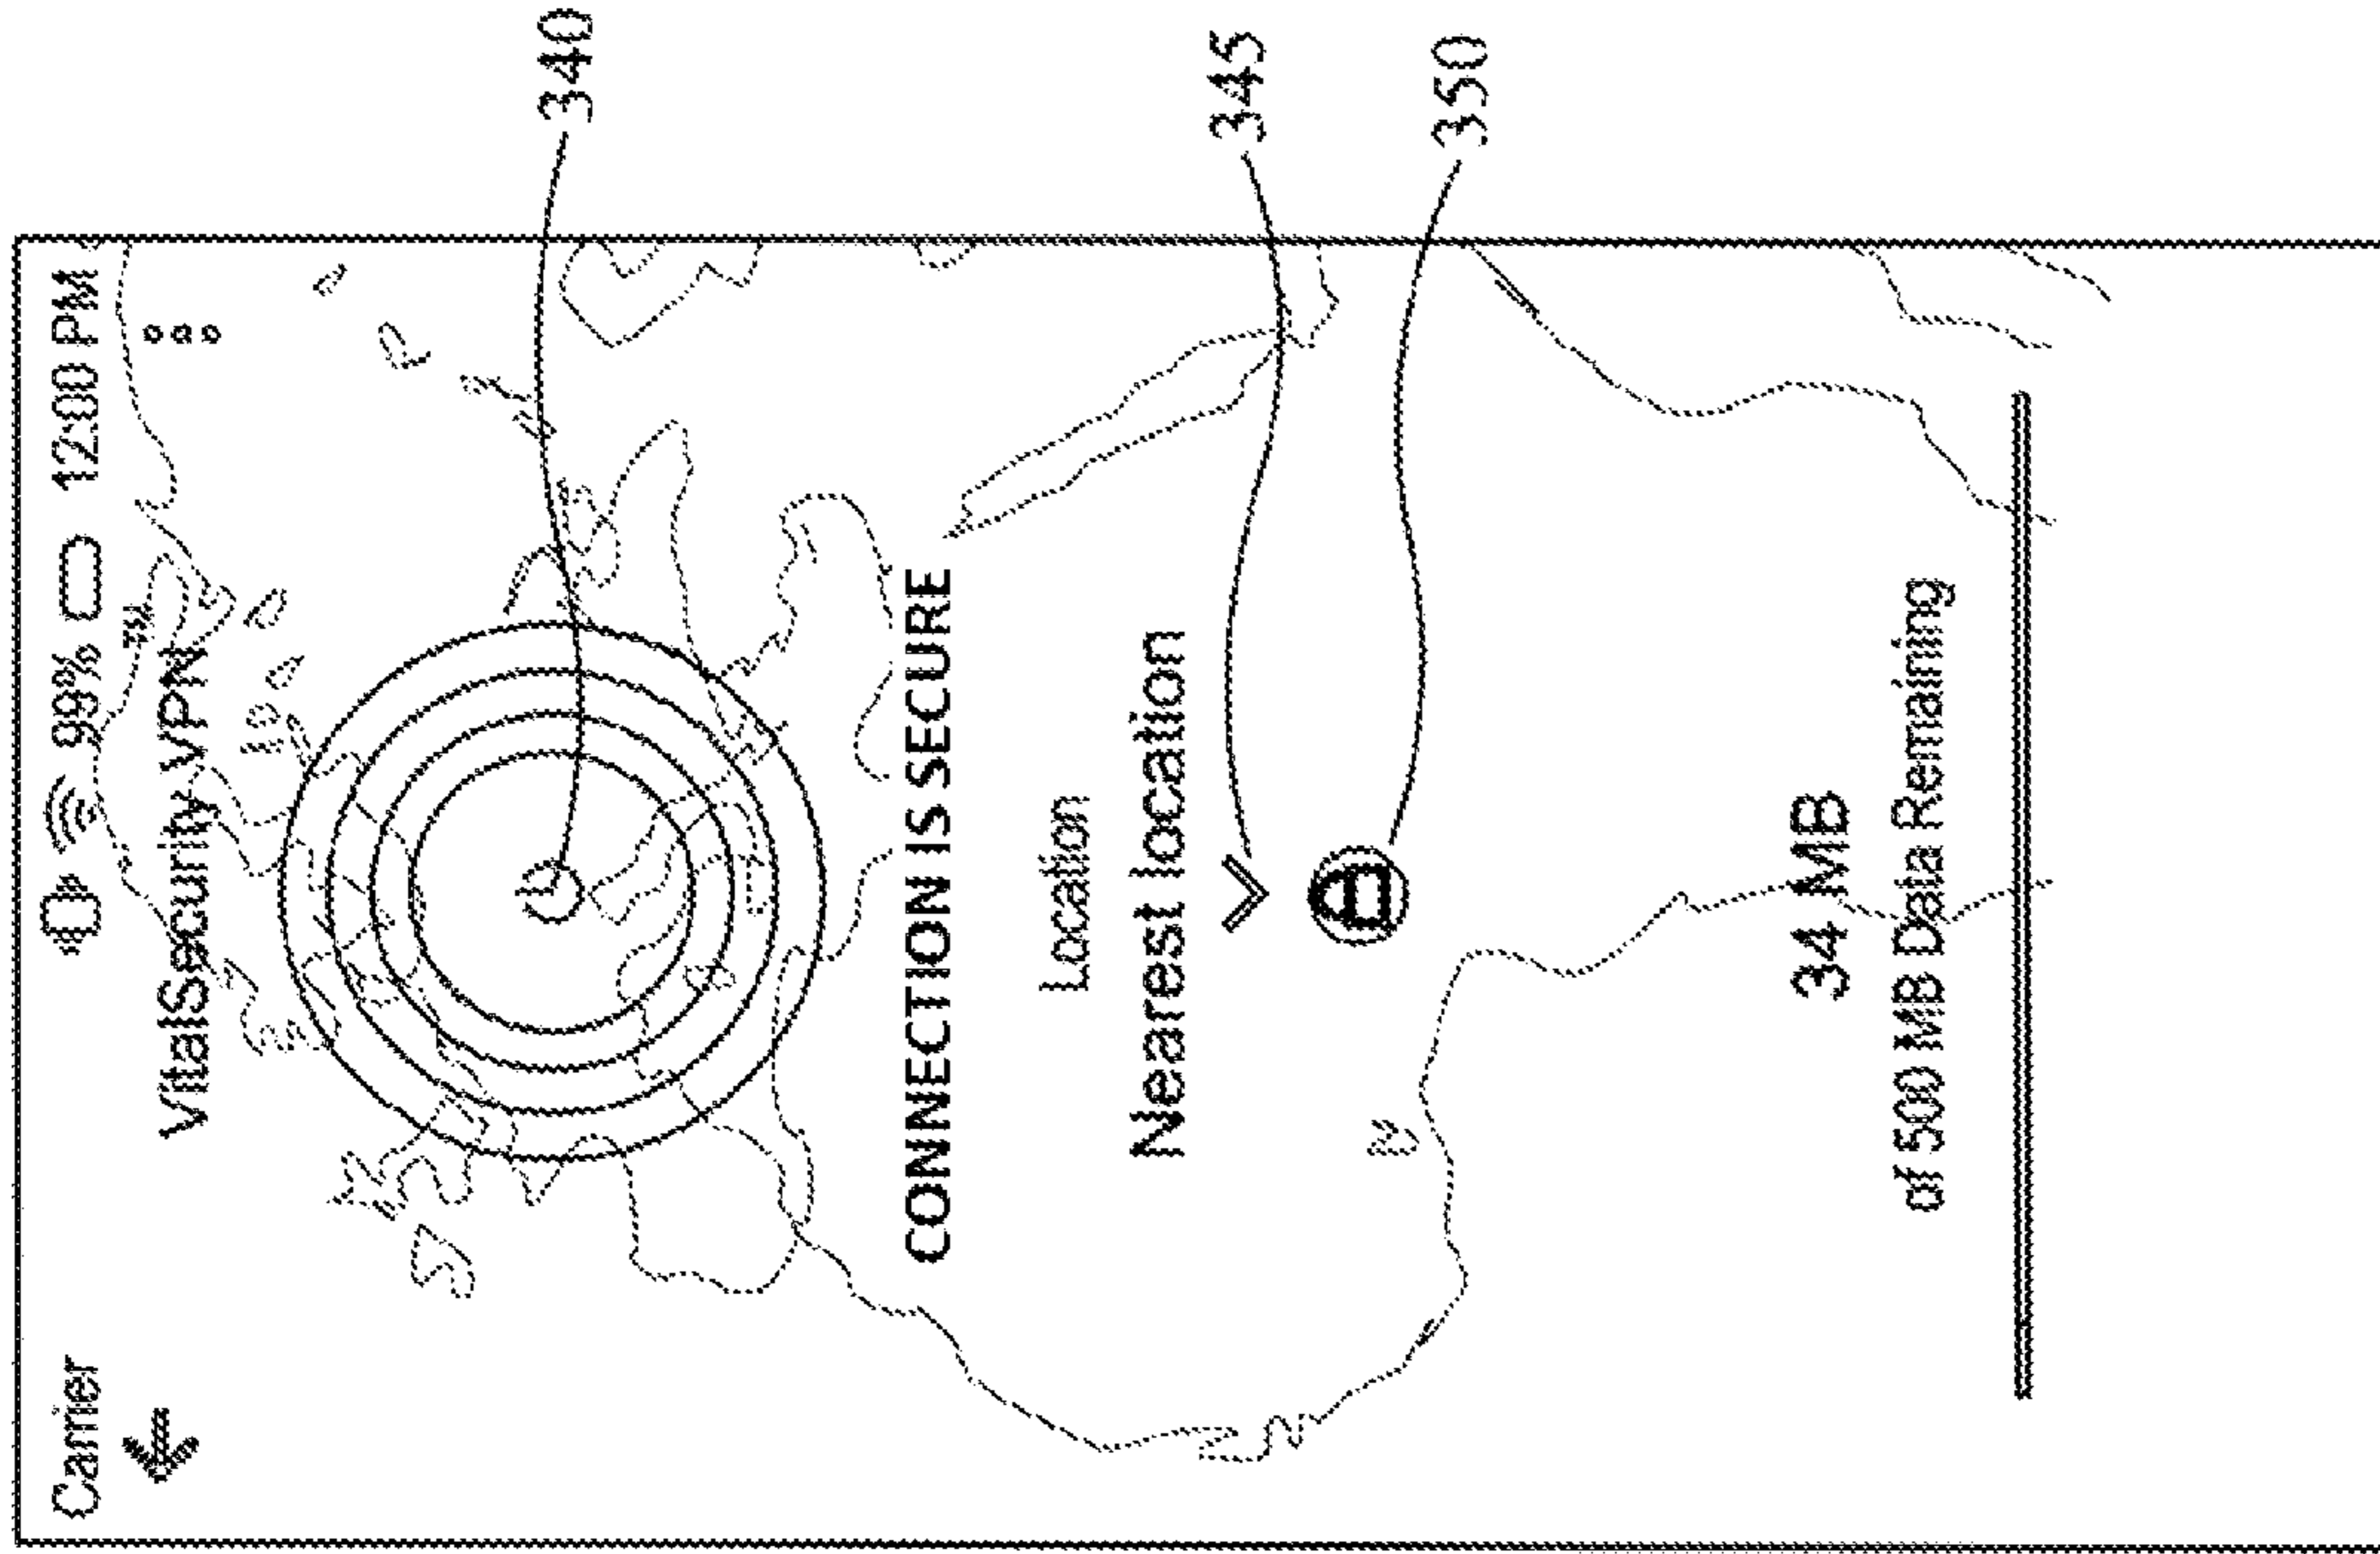 Carrier 99% 12:00 PM
VitalSecurity VPN™
340
CONNECTION IS SECURE
Location
Nearest location
345
350
34 MB
of 500 MB Data Remaining